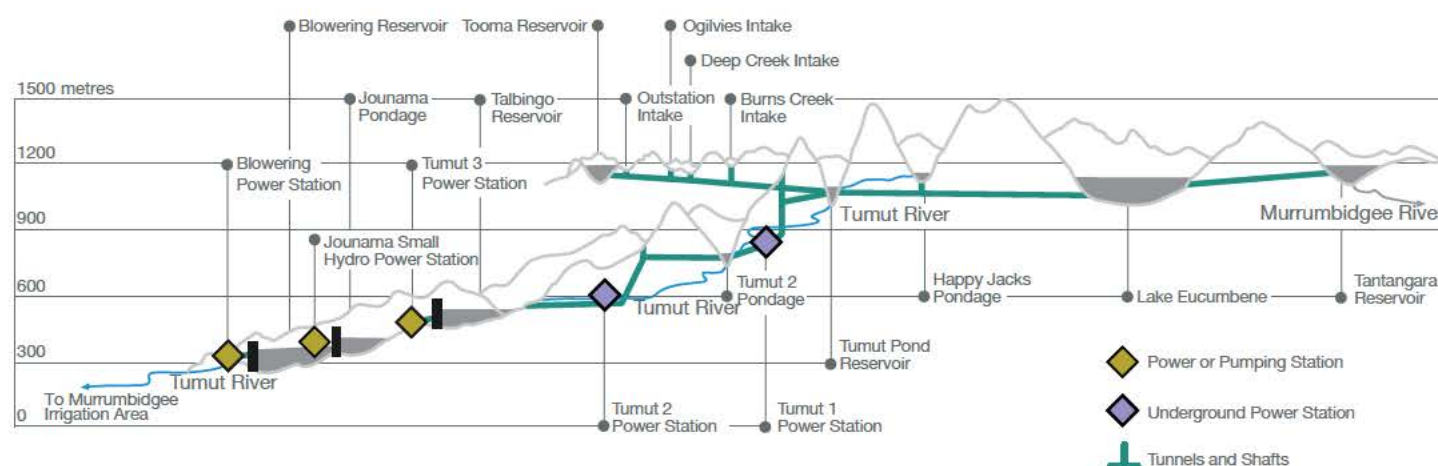 Blowering Reservoir
Tooma Reservoir
Ogilvies Intake
Deep Creek Intake
1500 metres
Jounama
Pondage
Talbingo
Reservoir
Outstation
Intake
Burns Creek
Intake
1200
Blowering
Power Station
Tumut 3
Power Station
900
Tumut River
Murrumbidgee Rive
Jounama Small
Hydro Power Station
600
Tumut River
Tumut 2
Pondage
Happy Jacks
Pondage
Lake Eucumbene
Tantangara
Reservoir
300
Tumut River
Tumut Pond
Reservoir
Power or Pumping Station
To Murrumbidgee
Irrigation Area
0
Tumut 2
Power Station
Tumut 1
Power Station
Underground Power Station
Tunnels and Shafts